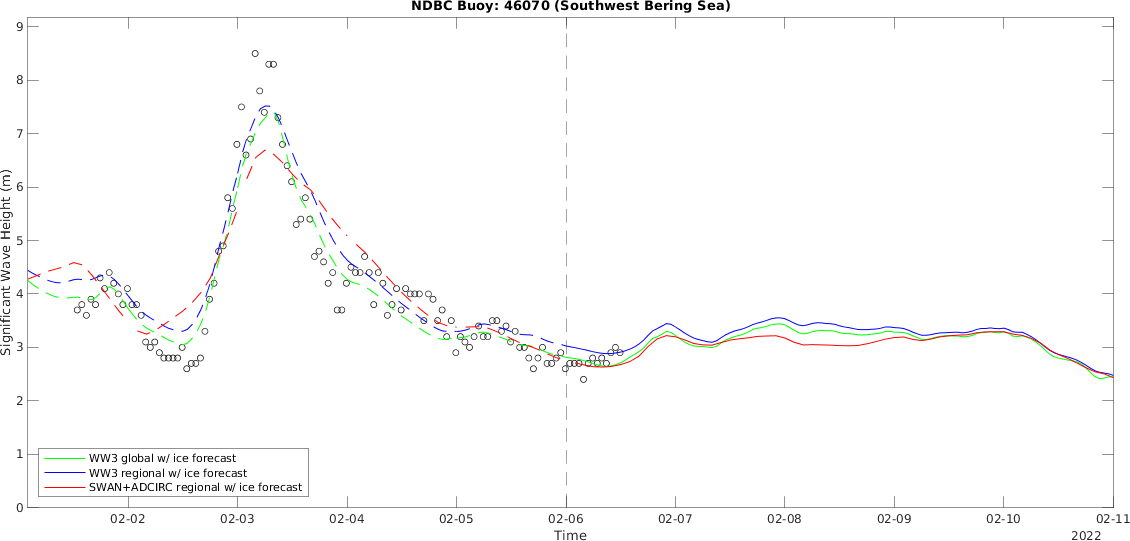 NDBC Buoy: 46070 (Southwest Bering Sea)
9
8
7
6
5
4
3
2
1
0
Significant Wave Height (m)
WW3 global w/ ice forecast
WW3 regional w/ ice forecast
SWAN+ADCIRC regional w/ ice forecast
02-02 02-03 02-04 02-05 02-06 02-07 02-08 02-09 02-10 02-11
Time
2022